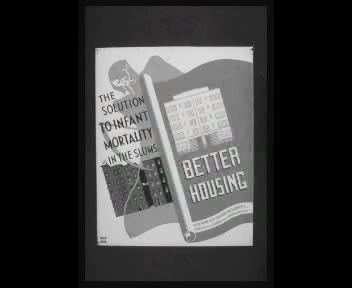 THE
SOLUTION
TO INFANT
MORTALITY
IN THE SLUMS
BETTER
HOUSING